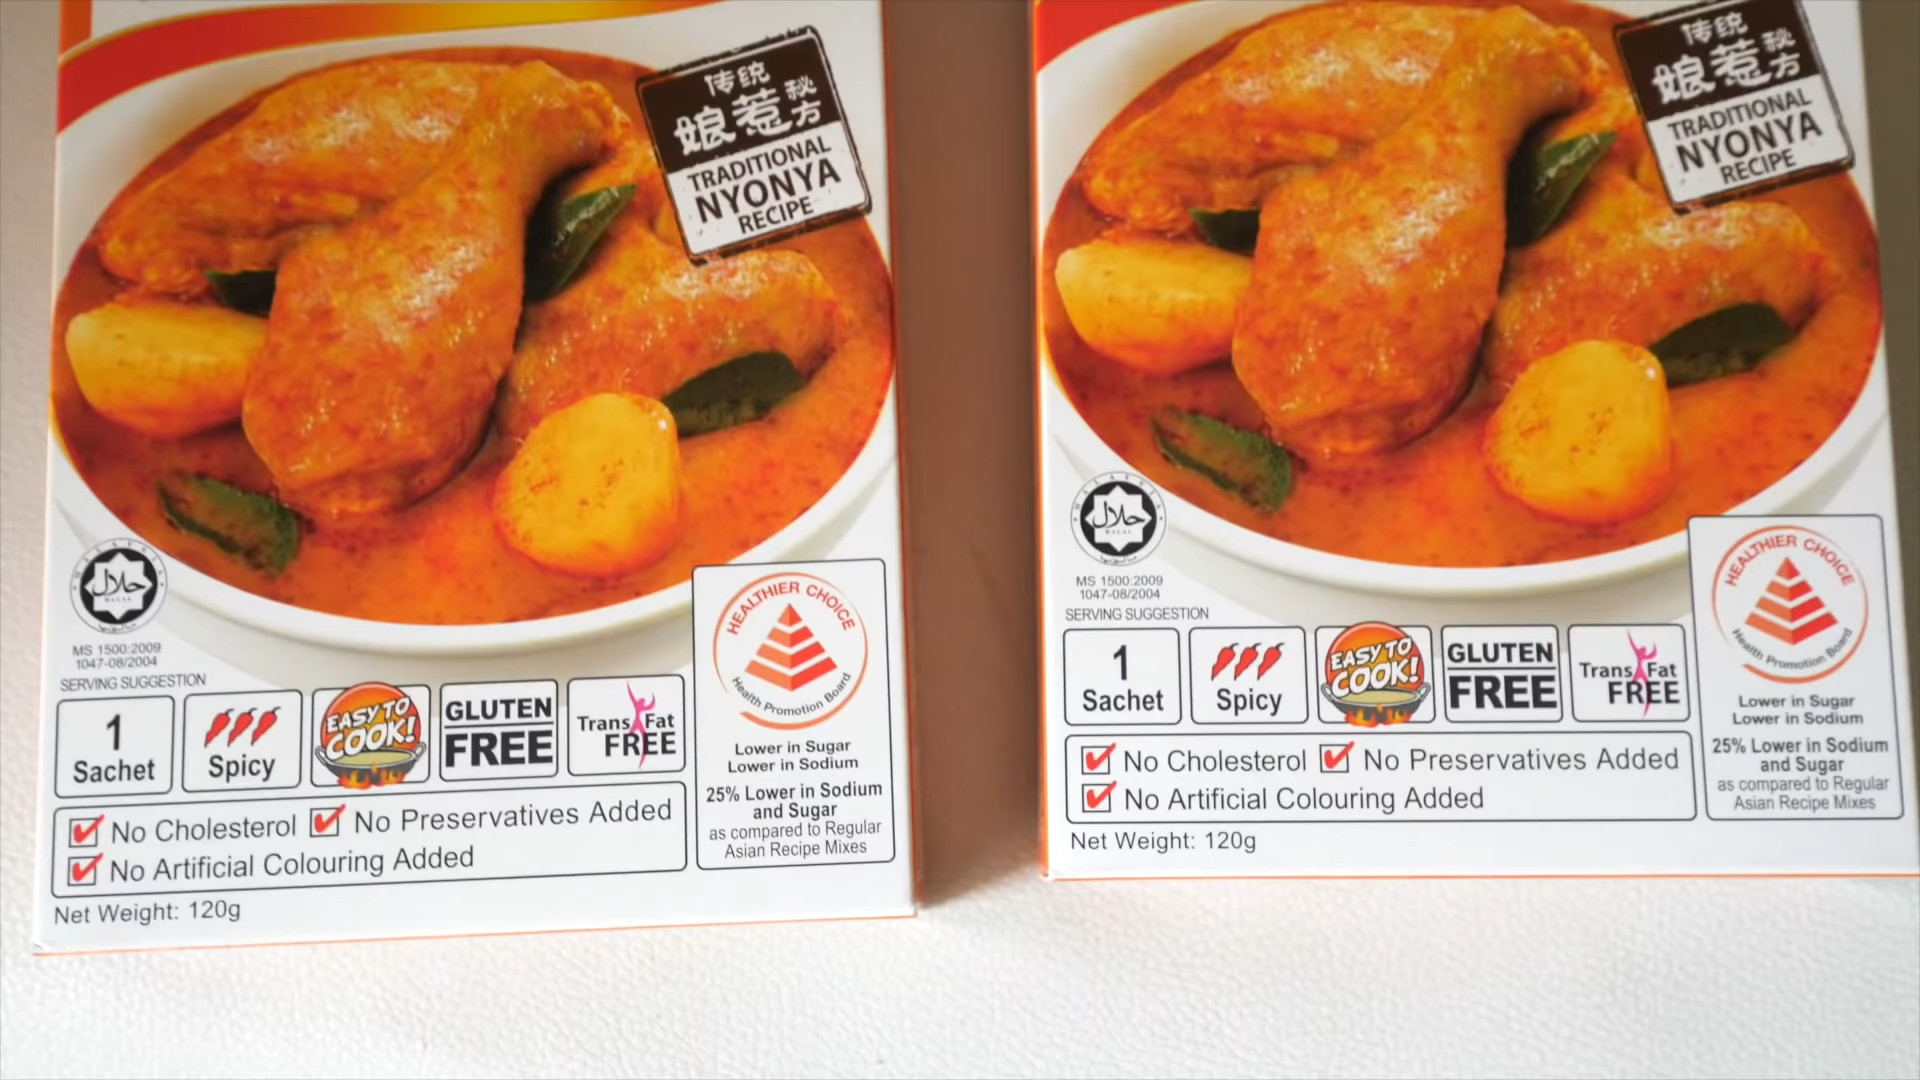 传统
娘惹秘方
TRADITIONAL
NYONYA
RECIPE
MALAYSIA
حلال
HALAL
MS 1500:2009
1047-08/2004
SERVING SUGGESTION
1
Sachet
Spicy
EASY TO
COOK!
GLUTEN
FREE
Trans Fat
FREE
No Cholesterol No Preservatives Added
No Artificial Colouring Added
Net Weight: 120g
HEALTHIER CHOICE
Health Promotion Board
Lower in Sugar
Lower in Sodium
25% Lower in Sodium
and Sugar
as compared to Regular
Asian Recipe Mixes
传统
娘惹秘方
TRADITIONAL
NYONYA
RECIPE
MALAYSIA
حلال
HALAL
MS 1500:2009
1047-08/2004
SERVING SUGGESTION
1
Sachet
Spicy
EASY TO
COOK!
GLUTEN
FREE
Trans Fat
FREE
No Cholesterol No Preservatives Added
No Artificial Colouring Added
Net Weight: 120g
HEALTHIER CHOICE
Health Promotion Board
Lower in Sugar
Lower in Sodium
25% Lower in Sodium
and Sugar
as compared to Regular
Asian Recipe Mixes